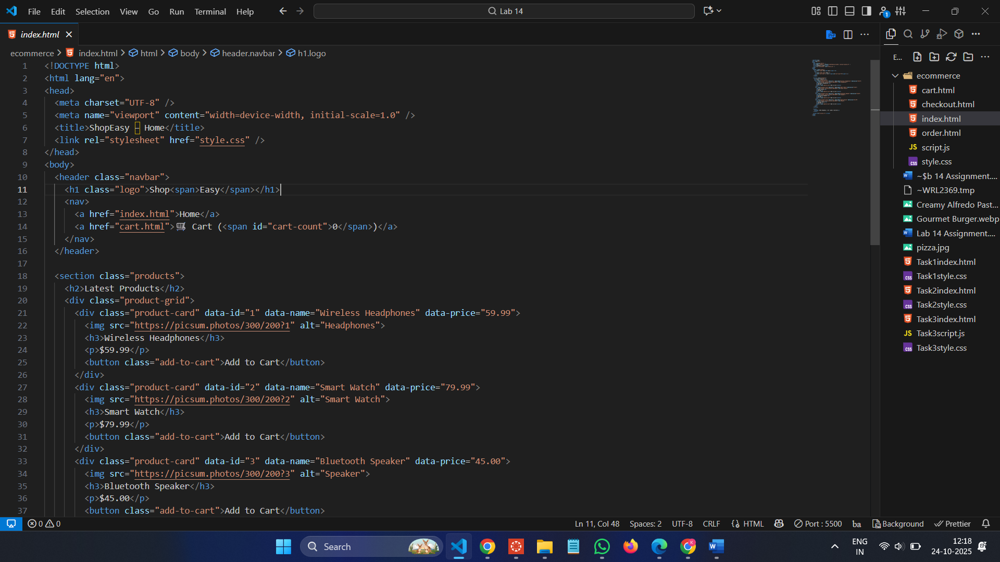 File Edit Selection View Go Run Terminal Help
Lab 14
1
index.html
ecommerce > index.html > html > body > header.navbar > h1.logo
1 <!DOCTYPE html>
2 <html lang="en">
3 <head>
4 <meta charset="UTF-8" />
5 <meta name="viewport" content="width=device-width, initial-scale=1.0" />
6 <title>ShopEasy – Home</title>
7 <link rel="stylesheet" href="style.css" />
8 </head>
9 <body>
10 <header class="navbar">
11 <h1 class="logo">Shop<span>Easy</span></h1>
12 <nav>
13 <a href="index.html">Home</a>
14 <a href="cart.html">🛒 Cart (<span id="cart-count">0</span>)</a>
15 </nav>
16 </header>
17
18 <section class="products">
19 <h2>Latest Products</h2>
20 <div class="product-grid">
21 <div class="product-card" data-id="1" data-name="Wireless Headphones" data-price="59.99">
22 <img src="https://picsum.photos/300/200?1" alt="Headphones">
23 <h3>Wireless Headphones</h3>
24 <p>$59.99</p>
25 <button class="add-to-cart">Add to Cart</button>
26 </div>
27 <div class="product-card" data-id="2" data-name="Smart Watch" data-price="79.99">
28 <img src="https://picsum.photos/300/200?2" alt="Smart Watch">
29 <h3>Smart Watch</h3>
30 <p>$79.99</p>
31 <button class="add-to-cart">Add to Cart</button>
32 </div>
33 <div class="product-card" data-id="3" data-name="Bluetooth Speaker" data-price="45.00">
34 <img src="https://picsum.photos/300/200?3" alt="Speaker">
35 <h3>Bluetooth Speaker</h3>
36 <p>$45.00</p>
37 <button class="add-to-cart">Add to Cart</button>
E...
ecommerce
cart.html
checkout.html
index.html
order.html
JS script.js
css style.css
~$b 14 Assignment....
~WRL2369.tmp
Creamy Alfredo Past...
Gourmet Burger.webp
Lab 14 Assignment....
pizza.jpg
Task1index.html
css Task1style.css
Task2index.html
css Task2style.css
Task3index.html
JS Task3script.js
css Task3style.css
0 0
Ln 11, Col 48 Spaces: 2 UTF-8 CRLF HTML Port : 5500 ba Background Prettier
Search
ENG
IN
12:18
24-10-2025